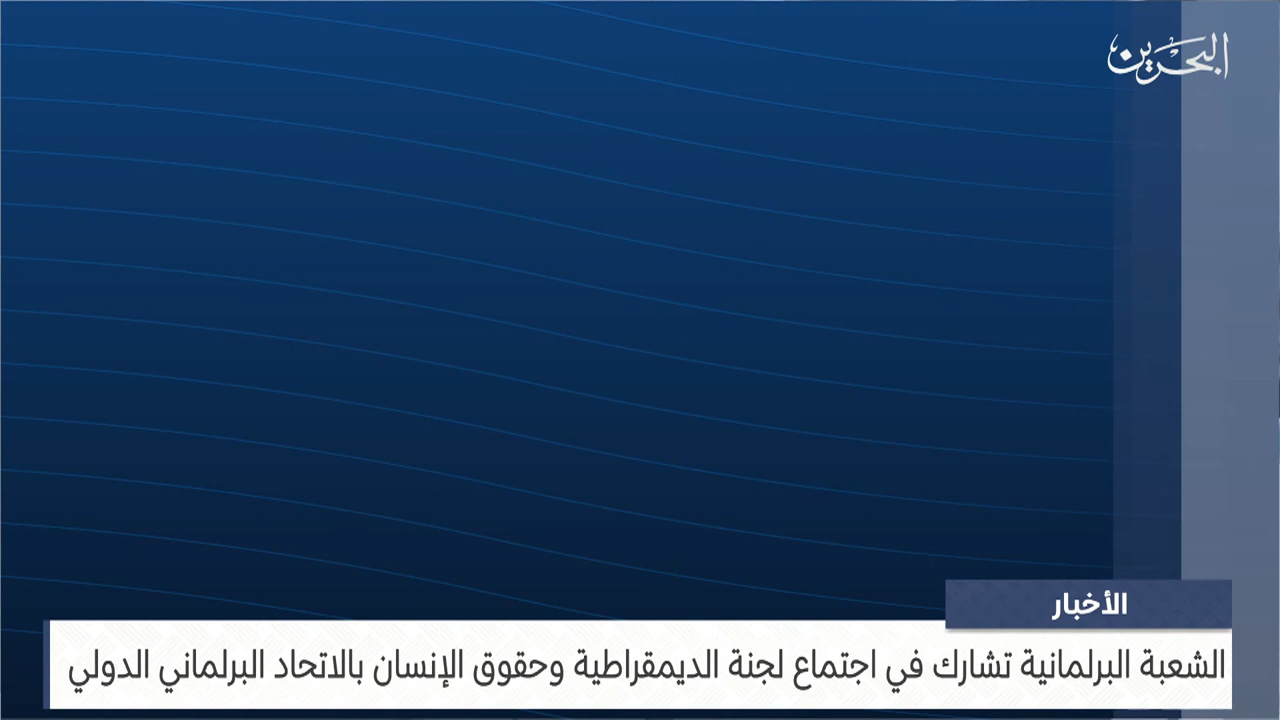 البحرين
الأخبار
الشعبة البرلمانية تشارك في اجتماع لجنة الديمقراطية وحقوق الإنسان بالاتحاد البرلماني الدولي